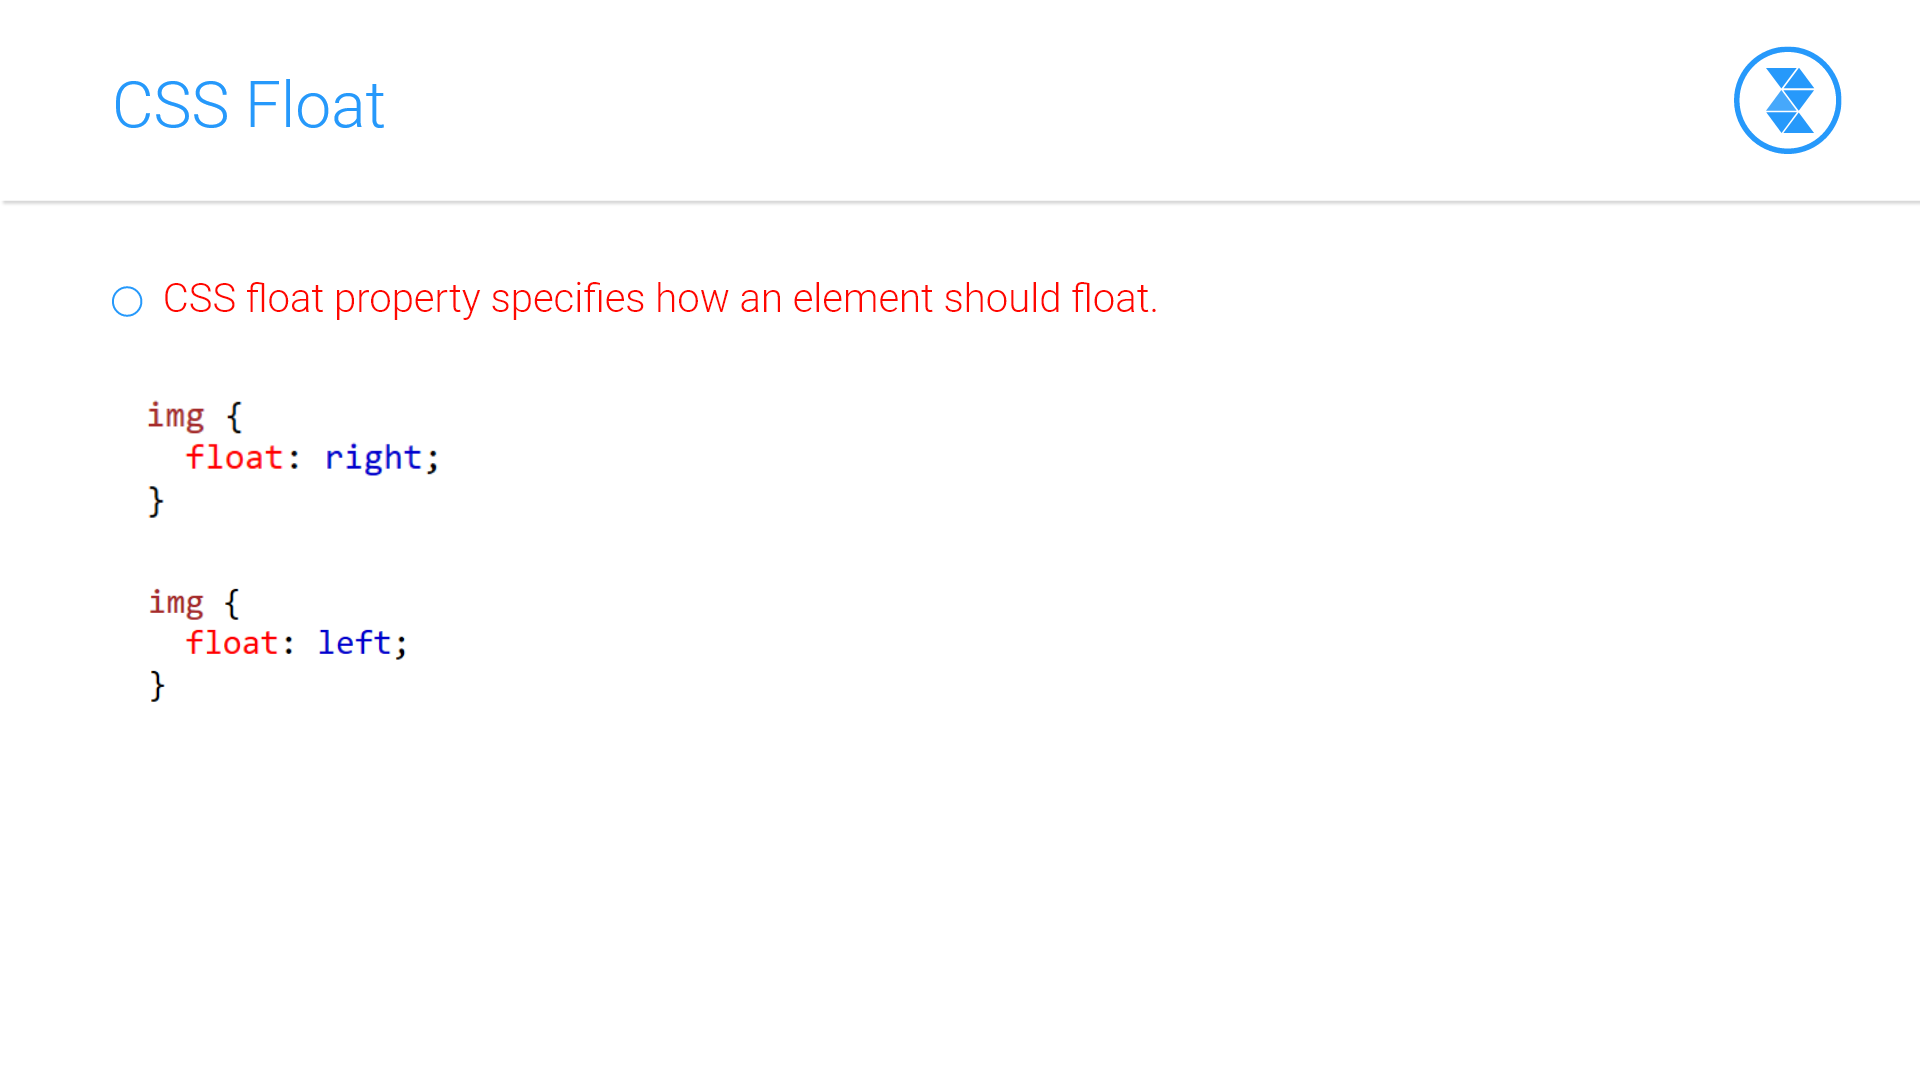 CSS Float
CSS float property specifies how an element should float.
img {
  float: right;
}
img {
  float: left;
}